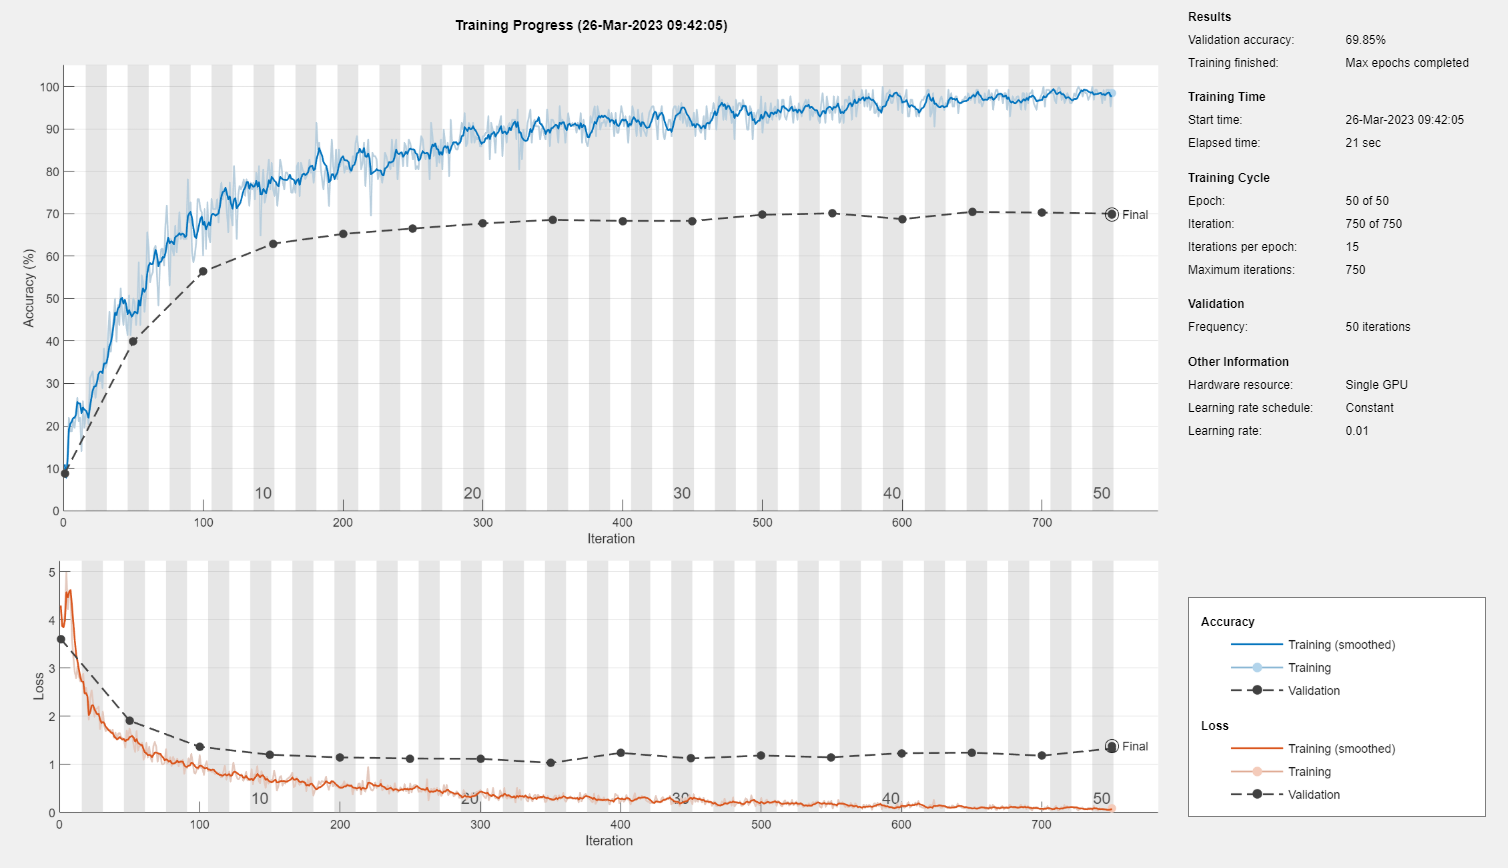 Training Progress (26-Mar-2023 09:42:05)
Accuracy (%)
100
90
80
70
60
50
40
30
20
10
0
Final
10 20 30 40 50
0 100 200 300 400 500 600 700
Iteration
Loss
5
4
3
2
1
0
Final
10 20 30 40 50
0 100 200 300 400 500 600 700
Iteration
Results
Validation accuracy: 69.85%
Training finished: Max epochs completed
Training Time
Start time: 26-Mar-2023 09:42:05
Elapsed time: 21 sec
Training Cycle
Epoch: 50 of 50
Iteration: 750 of 750
Iterations per epoch: 15
Maximum iterations: 750
Validation
Frequency: 50 iterations
Other Information
Hardware resource: Single GPU
Learning rate schedule: Constant
Learning rate: 0.01
Accuracy
Training (smoothed)
Training
Validation
Loss
Training (smoothed)
Training
Validation